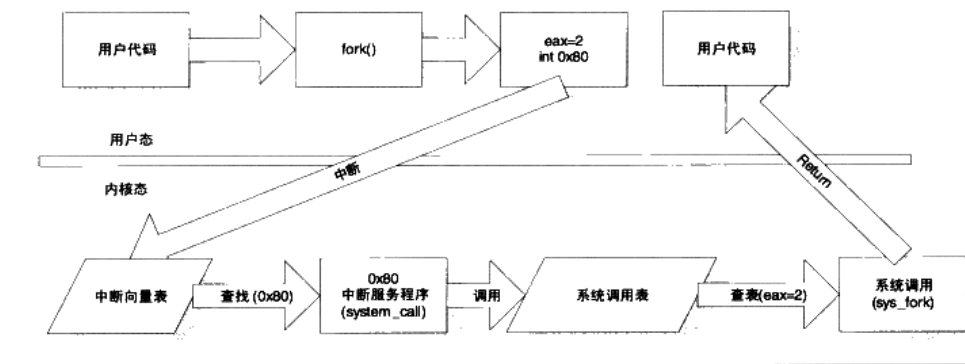 用户代码
fork()
eax=2
int 0x80
用户代码
用户态
中断
Return
内核态
中断向量表
查找 (0x80)
0x80
中断服务程序
(system_call)
调用
系统调用表
查表(eax=2)
系统调用
(sys_fork)